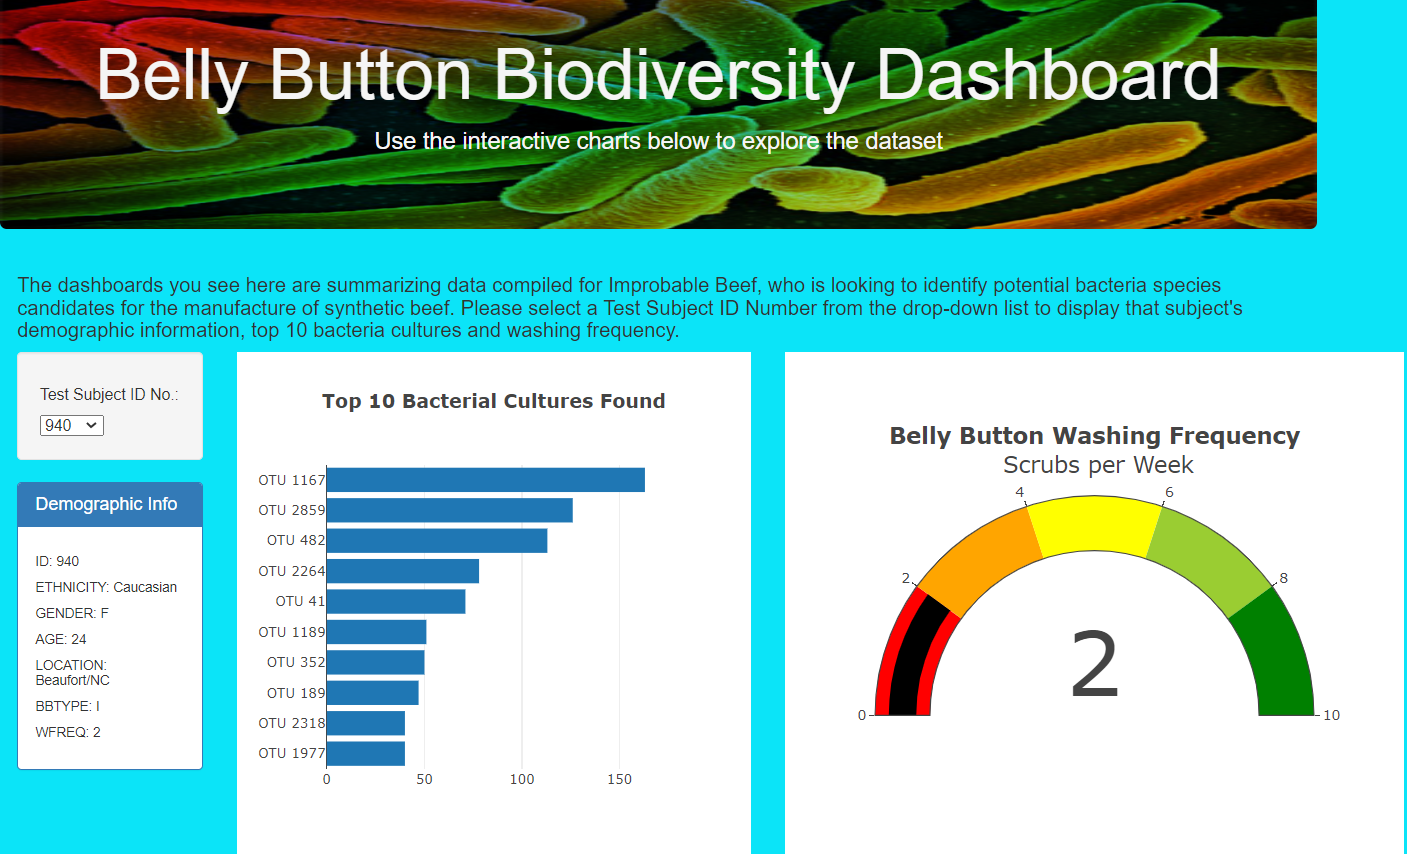 Belly Button Biodiversity Dashboard
Use the interactive charts below to explore the dataset
The dashboards you see here are summarizing data compiled for Improbable Beef, who is looking to identify potential bacteria species
candidates for the manufacture of synthetic beef. Please select a Test Subject ID Number from the drop-down list to display that subject's
demographic information, top 10 bacteria cultures and washing frequency.
Test Subject ID No.:
940
Demographic Info
ID: 940
ETHNICITY: Caucasian
GENDER: F
AGE: 24
LOCATION:
Beaufort/NC
BBTYPE: I
WFREQ: 2
Top 10 Bacterial Cultures Found
OTU 1167
OTU 2859
OTU 482
OTU 2264
OTU 41
OTU 1189
OTU 352
OTU 189
OTU 2318
OTU 1977
0 50 100 150
Belly Button Washing Frequency
Scrubs per Week
4 6
2 8
2
0 10